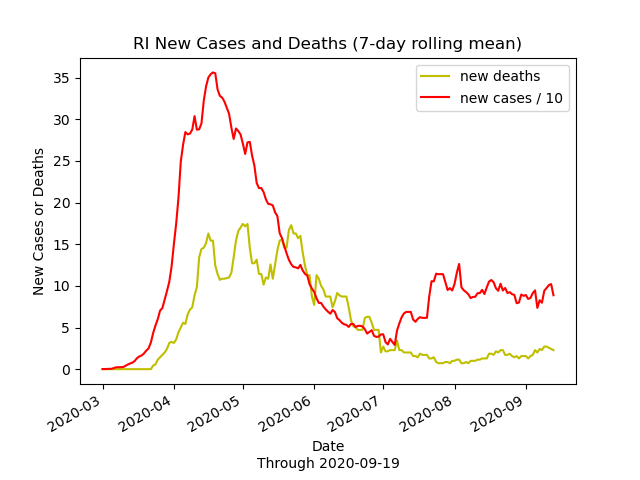 RI New Cases and Deaths (7-day rolling mean)
new deaths
new cases / 10
35
30
25
20
15
10
5
0
New Cases or Deaths
2020-03
2020-04
2020-05
2020-06
2020-07
2020-08
2020-09
Date
Through 2020-09-19